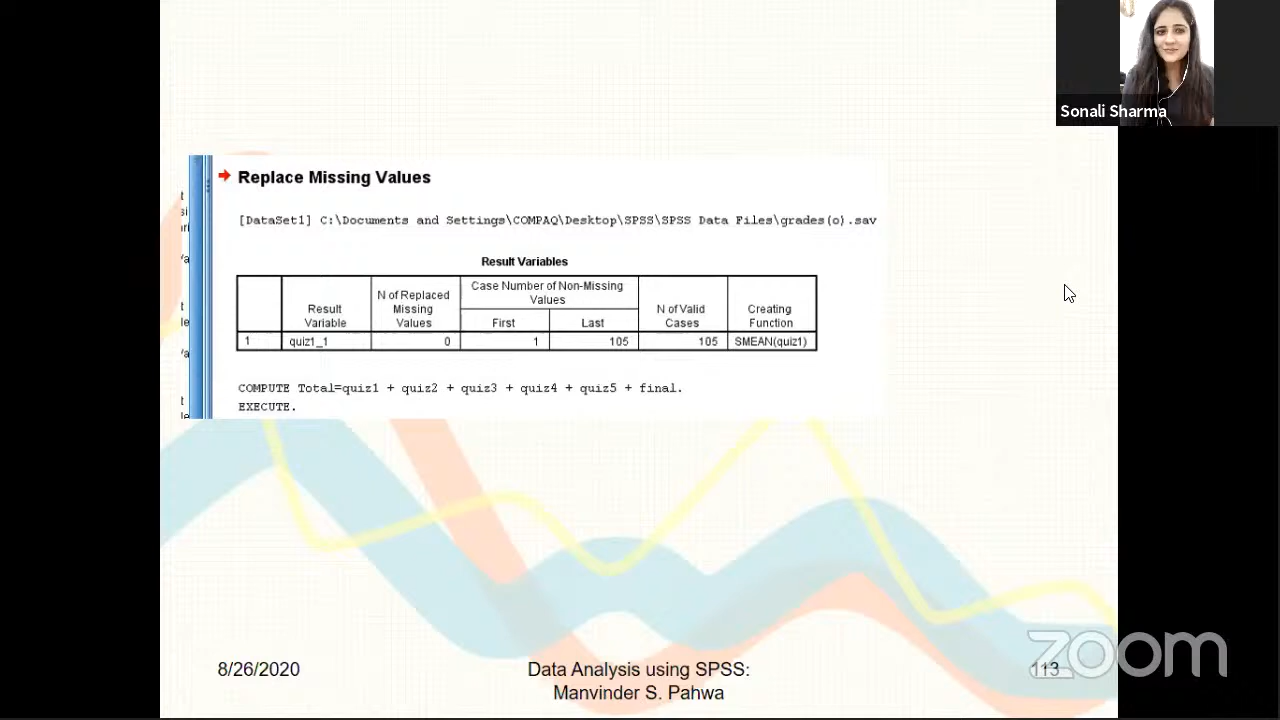 Sonali Sharma
Replace Missing Values
[DataSet1] C:\Documents and Settings\COMPAQ\Desktop\SPSS\SPSS Data Files\grades(o).sav
Result Variables
Result Variable
N of Replaced Missing Values
Case Number of Non-Missing Values
First
Last
N of Valid Cases
Creating Function
1 quiz1_1 0 1 105 105 SMEAN(quiz1)
COMPUTE Total=quiz1 + quiz2 + quiz3 + quiz4 + quiz5 + final.
EXECUTE.
8/26/2020
Data Analysis using SPSS:
Manvinder S. Pahwa
113
zoom